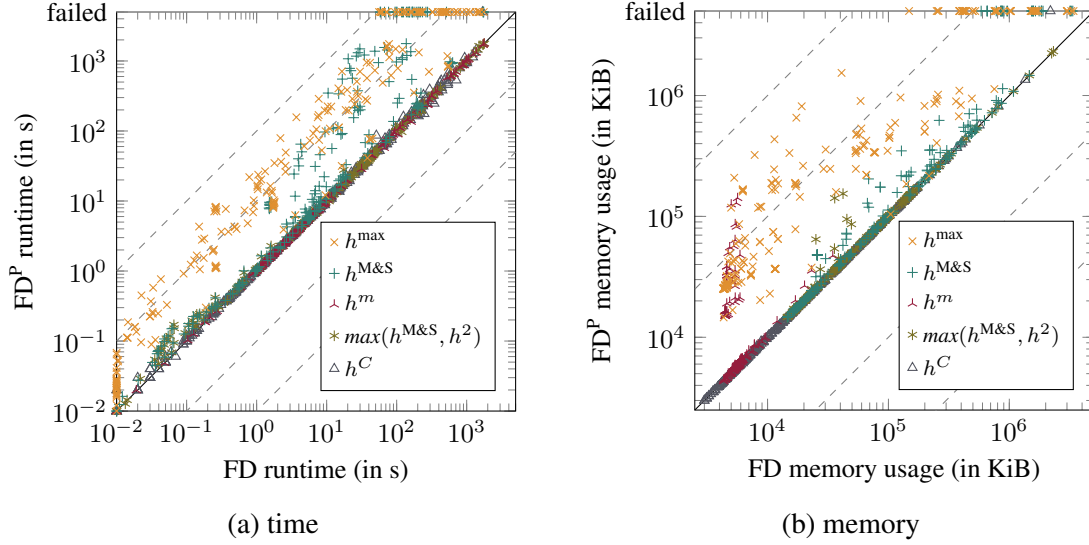 failed
10^3
10^2
10^1
10^0
10^−1
10^−2
FD^P runtime (in s)
h^max
h^M&S
h^m
max(h^M&S, h^2)
h^C
10^−2 10^−1 10^0 10^1 10^2 10^3
FD runtime (in s)
(a) time
failed
10^6
10^5
10^4
FD^P memory usage (in KiB)
h^max
h^M&S
h^m
max(h^M&S, h^2)
h^C
10^4 10^5 10^6
FD memory usage (in KiB)
(b) memory